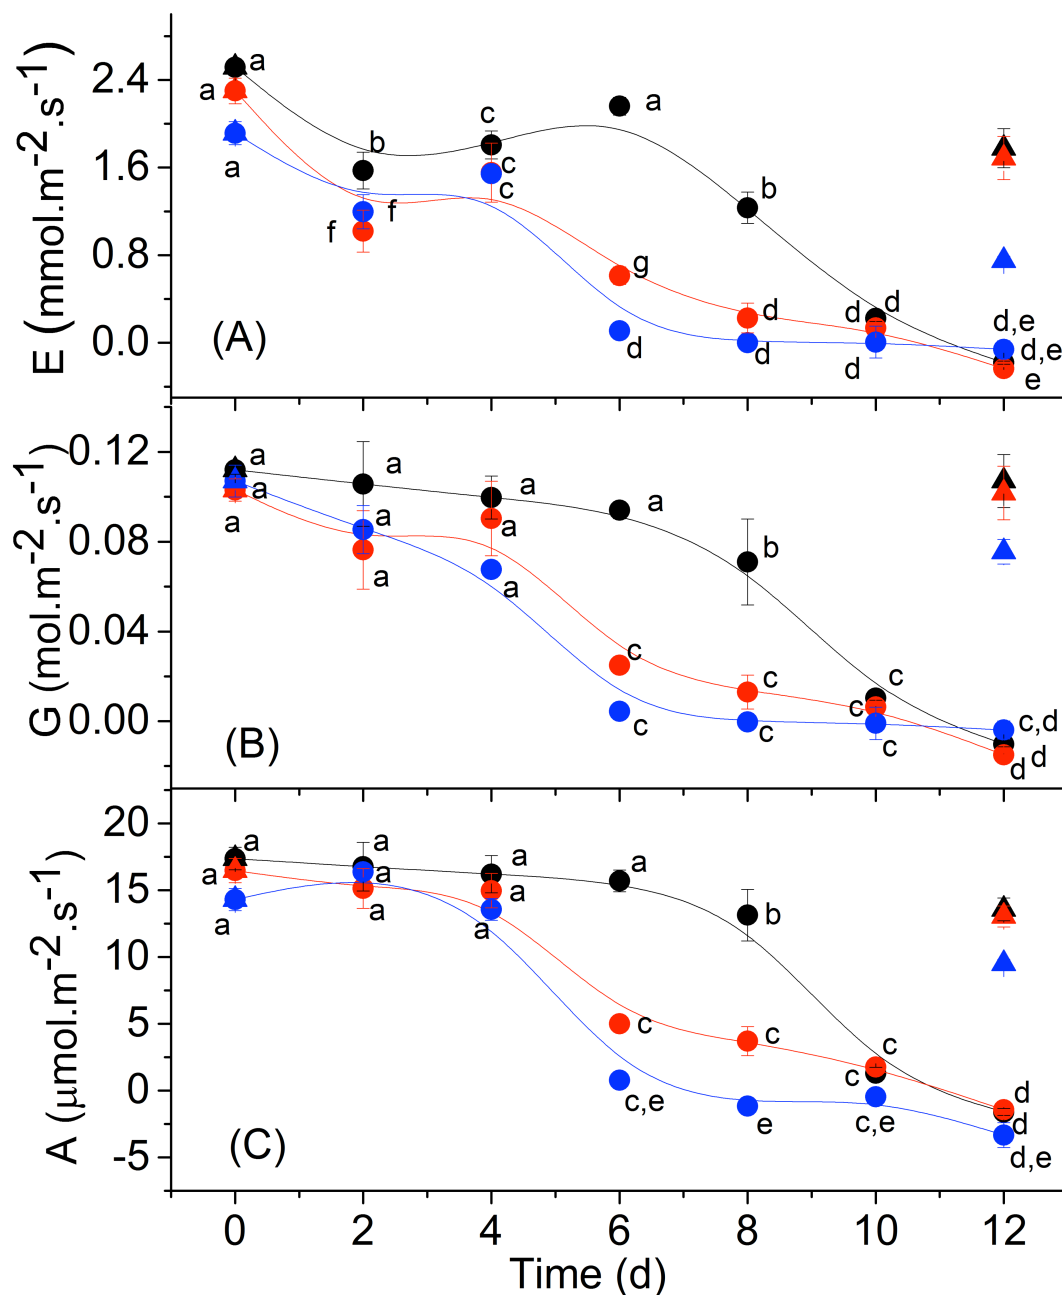 E (mmol.m-2.s-1)
2.4
1.6
0.8
0.0
a
a
a
b
f
f
c
c
c
a
g
d
b
d
d
d
d
d
d,e
d,e
e
(A)
G (mol.m-2.s-1)
0.12
0.08
0.04
0.00
a
a
a
a
a
a
a
a
a
a
c
c
b
c
c
c
c
c
c,d
d
d
(B)
A (μmol.m-2.s-1)
20
15
10
5
0
-5
a
a
a
a
a
a
a
a
a
a
c
c,e
b
c
e
c
c
c,e
d
d
d,e
(C)
0 2 4 6 8 10 12
Time (d)